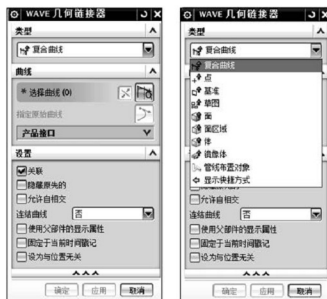 WAVE 几何链接器
类型
复合曲线
曲线
* 选择曲线 (0)
指定原始曲线
产品接口
设置
关联
隐藏原先的
允许自相交
连结曲线 否
使用父部件的显示属性
固定于当前时间戳记
设为与位置无关
确定 应用 取消
WAVE 几何链接器
类型
复合曲线
复合曲线
点
基准
草图
面
面区域
体
镜像体
管线布置对象
显示快捷方式
允许自相交
连结曲线 否
使用父部件的显示属性
固定于当前时间戳记
设为与位置无关
确定 应用 取消